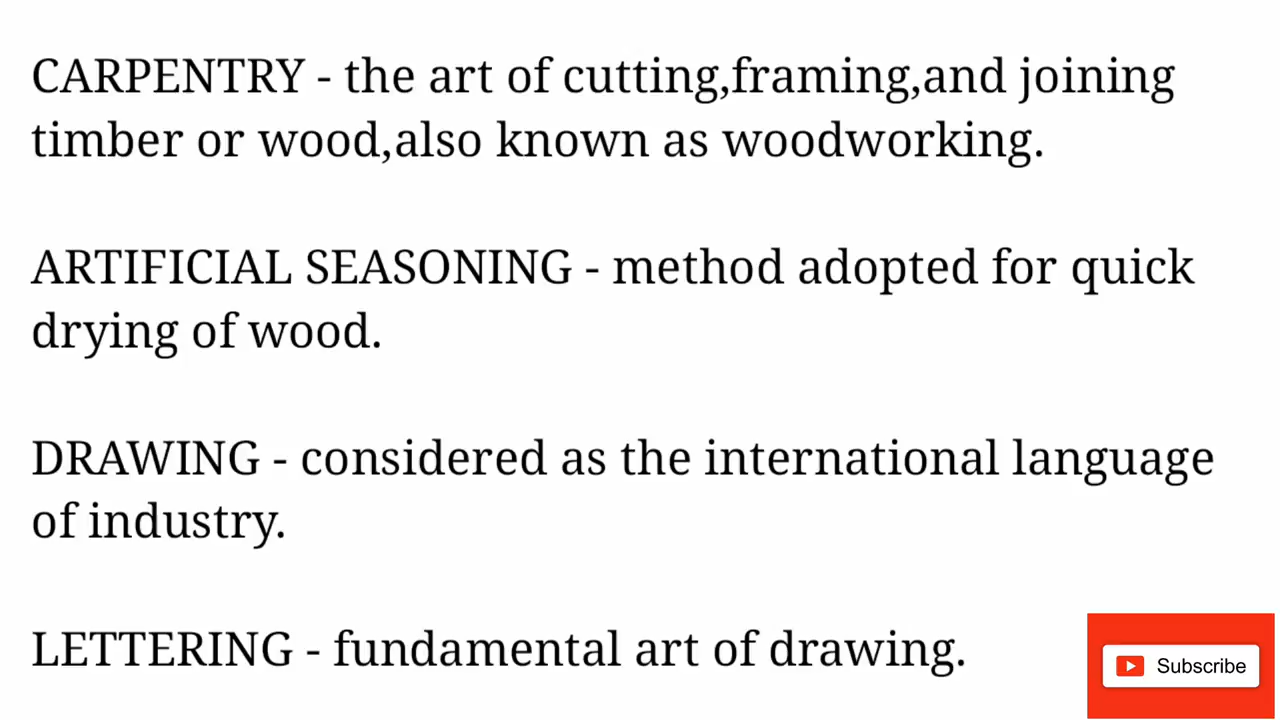 CARPENTRY - the art of cutting,framing,and joining
timber or wood,also known as woodworking.
ARTIFICIAL SEASONING - method adopted for quick
drying of wood.
DRAWING - considered as the international language
of industry.
LETTERING - fundamental art of drawing.
Subscribe